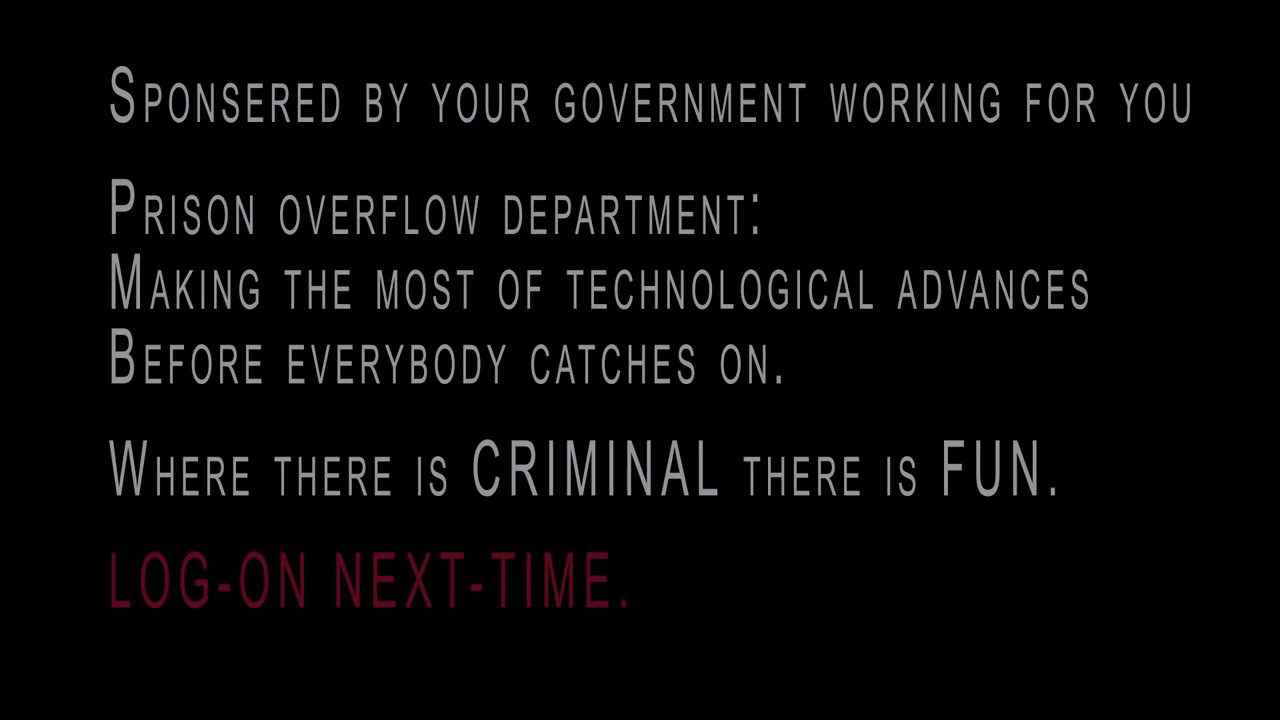 Sponsered by your government working for you
Prison overflow department:
Making the most of technological advances
Before everybody catches on.
Where there is CRIMINAL there is FUN.
LOG-ON NEXT-TIME.